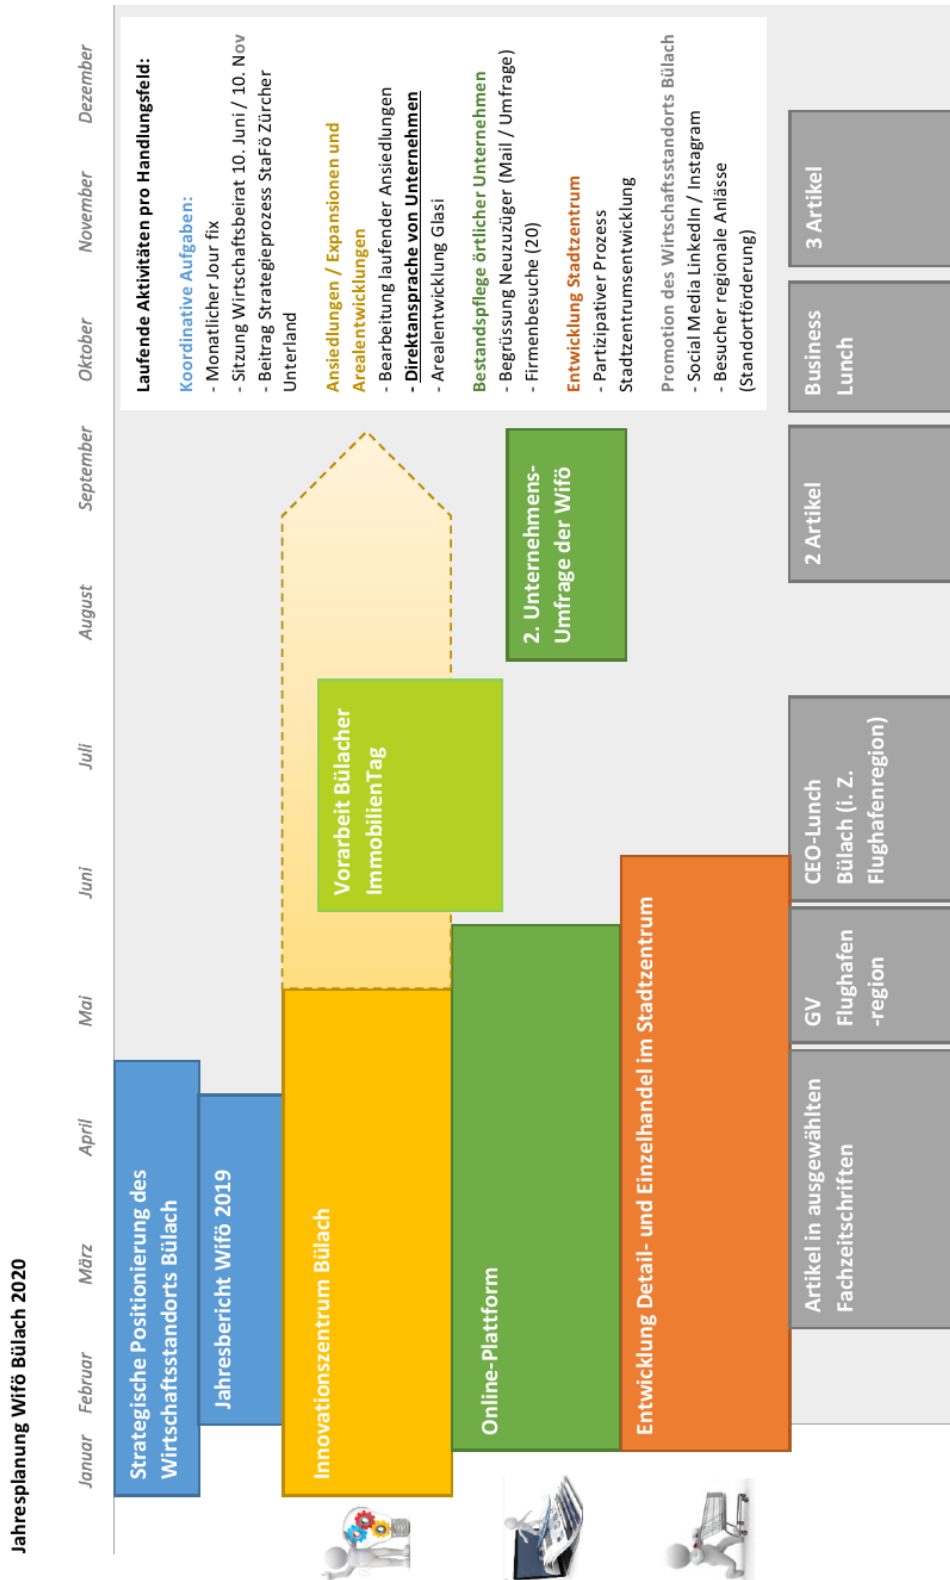 Jahresplanung Wifö Bülach 2020
Januar
Februar
März
April
Mai
Juni
Juli
August
September
Oktober
November
Dezember
Strategische Positionierung des
Wirtschaftsstandorts Bülach
Jahresbericht Wifö 2019
Innovationszentrum Bülach
Vorarbeit Bülacher
ImmobilienTag
Online-Plattform
2. Unternehmens-
Umfrage der Wifö
Entwicklung Detail- und Einzelhandel im Stadtzentrum
Artikel in ausgewählten
Fachzeitschriften
GV
Flughafen
-region
CEO-Lunch
Bülach (i. Z.
Flughafenregion)
2 Artikel
Business
Lunch
3 Artikel
Laufende Aktivitäten pro Handlungsfeld:
Koordinative Aufgaben:
- Monatlicher Jour fix
- Sitzung Wirtschaftsbeirat 10. Juni / 10. Nov
- Beitrag Strategieprozess StaFö Zürcher
Unterland
Ansiedlungen / Expansionen und
Arealentwicklungen
- Bearbeitung laufender Ansiedlungen
- Direktansprache von Unternehmen
- Arealentwicklung Glasi
Bestandspflege örtlicher Unternehmen
- Begrüssung Neuzuzüger (Mail / Umfrage)
- Firmenbesuche (20)
Entwicklung Stadtzentrum
- Partizipativer Prozess
Stadtzentrumsentwicklung
Promotion des Wirtschaftsstandorts Bülach
- Social Media LinkedIn / Instagram
- Besucher regionale Anlässe
(Standortförderung)